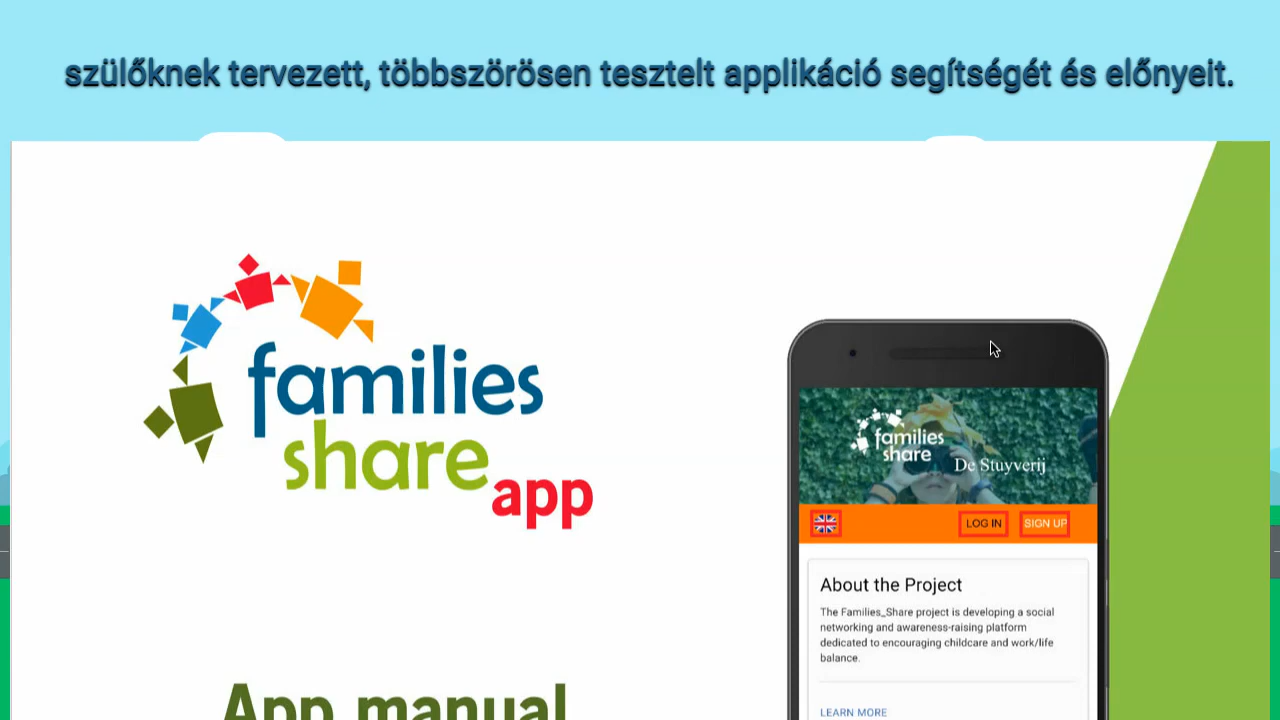 szülőknek tervezett, többszörösen tesztelt applikáció segítségét és előnyeit.
families
share
app
App manual
families
share
De Stuyverij
LOG IN
SIGN UP
About the Project
The Families_Share project is developing a social
networking and awareness-raising platform
dedicated to encouraging childcare and work/life
balance.
LEARN MORE